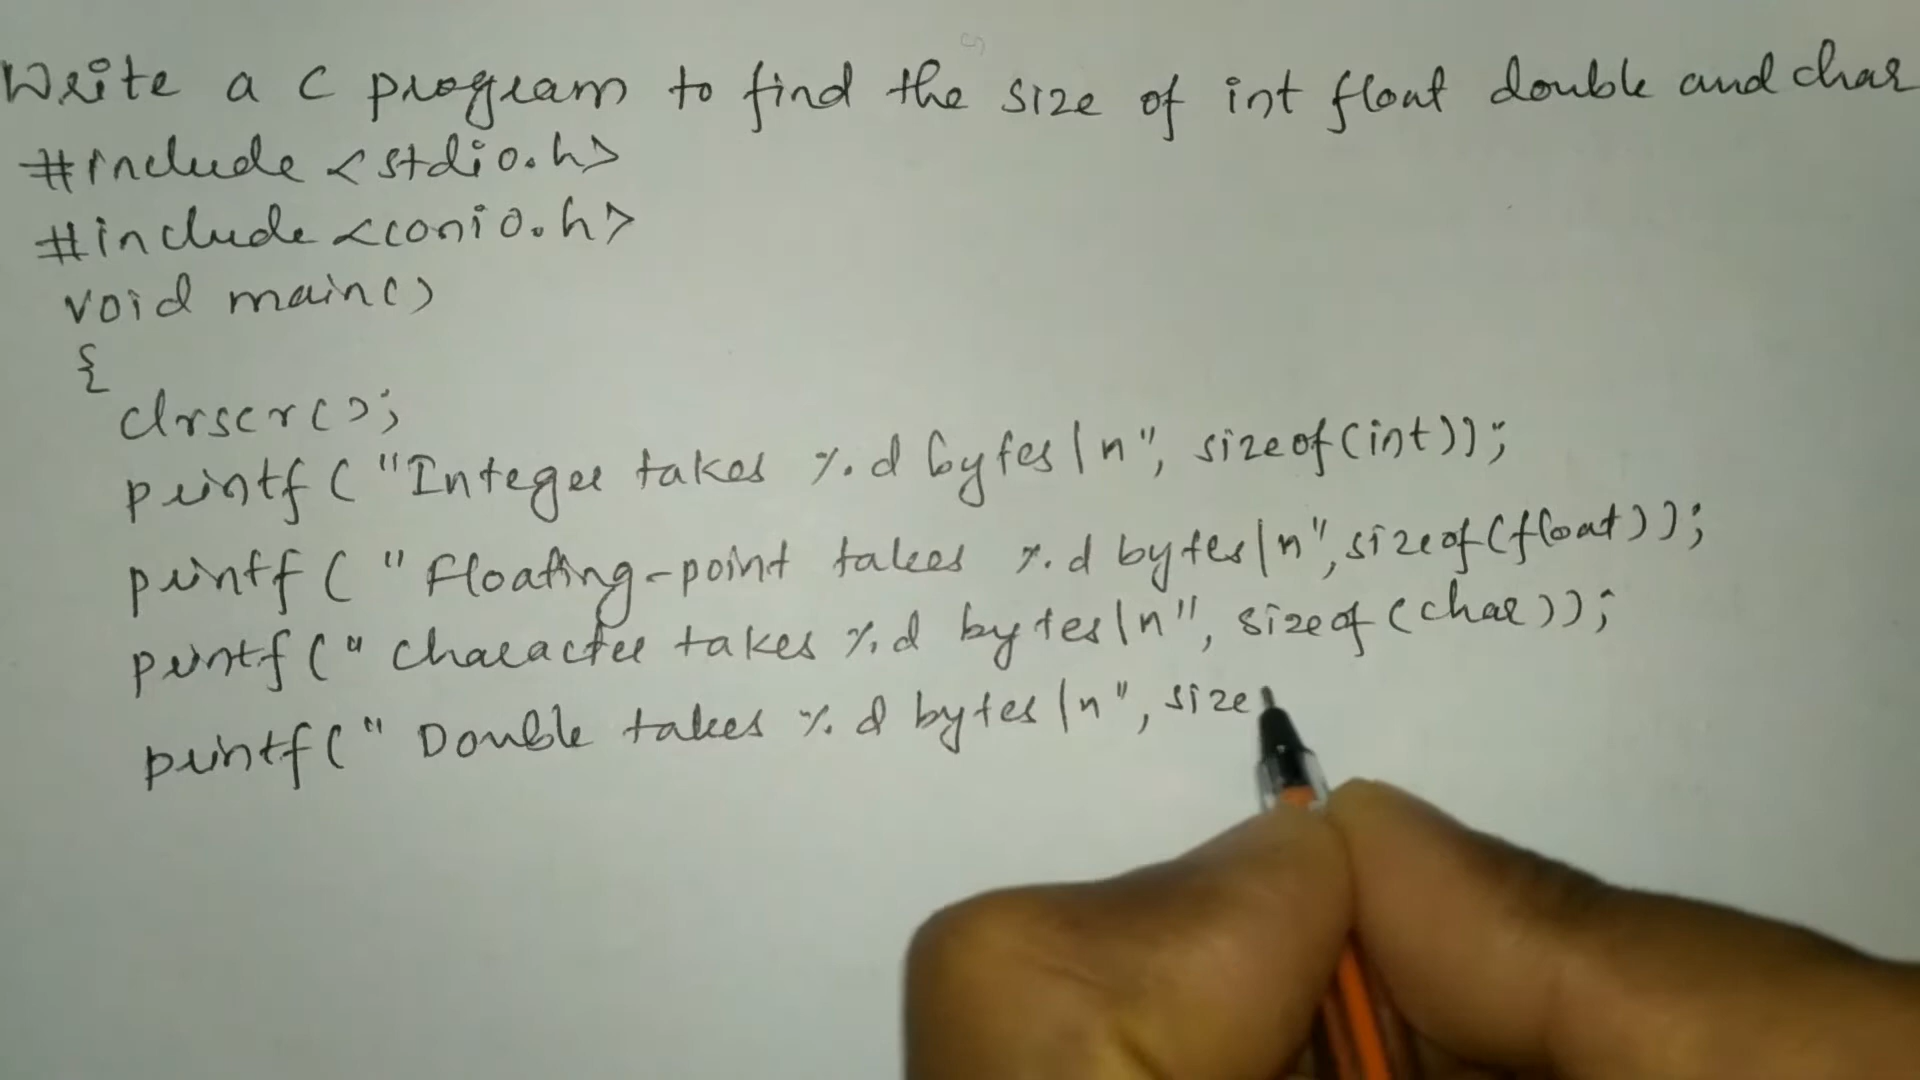 Write a C program to find the size of int float double and char
#include <stdio.h>
#include <conio.h>
void main()
{
clrscr();
printf("Integer takes %d bytes\n", sizeof(int));
printf("Floating-point takes %d bytes\n", sizeof(float));
printf("Character takes %d bytes\n", sizeof(char));
printf("Double takes %d bytes\n", size